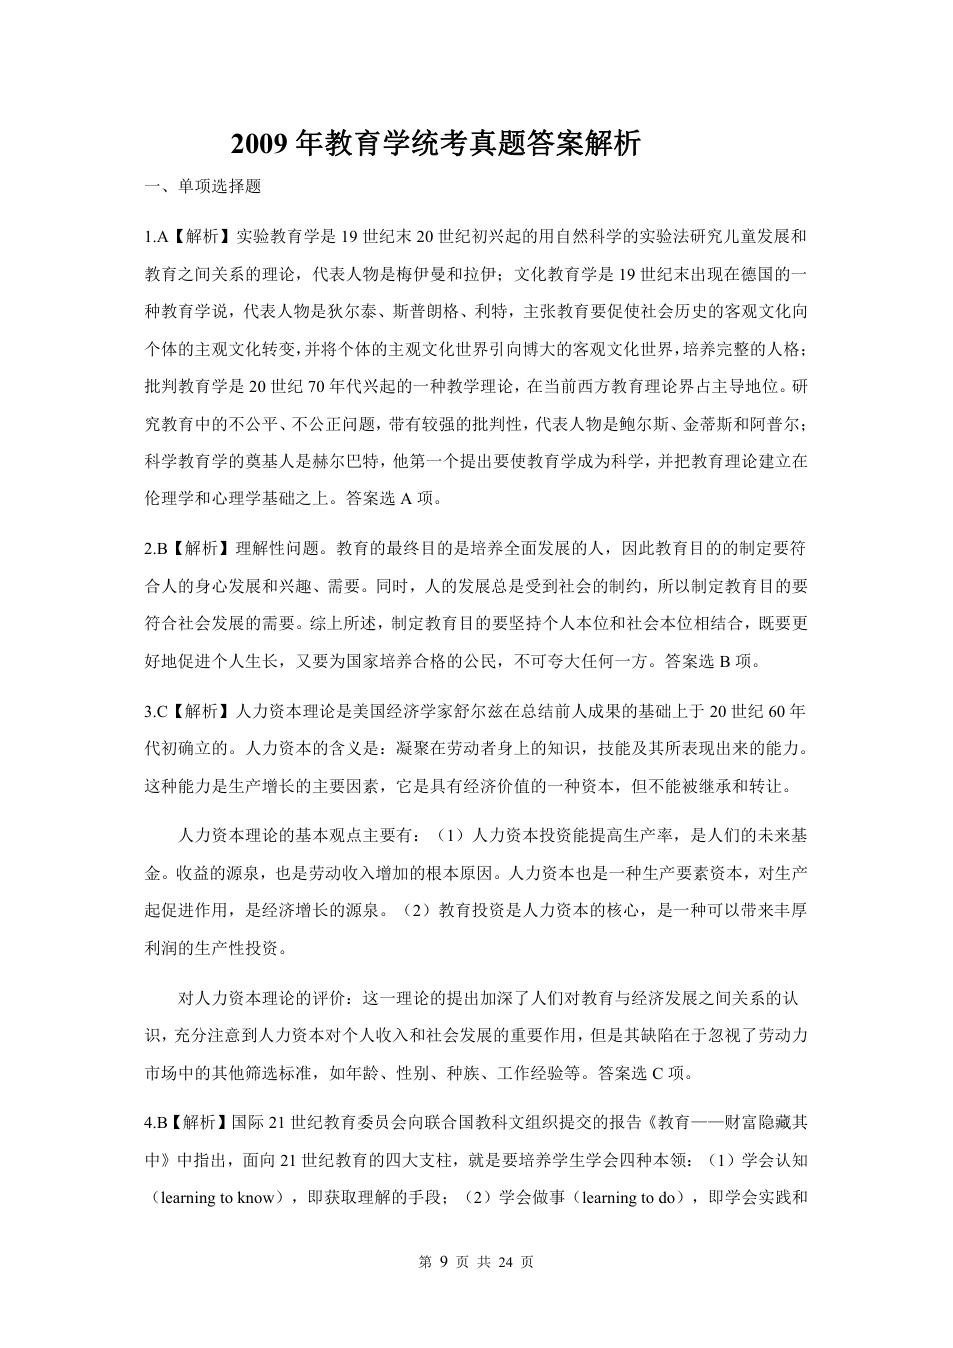 2009 年教育学统考真题答案解析
一、单项选择题
1.A【解析】实验教育学是 19 世纪末 20 世纪初兴起的用自然科学的实验法研究儿童发展和
教育之间关系的理论，代表人物是梅伊曼和拉伊；文化教育学是 19 世纪末出现在德国的一
种教育学说，代表人物是狄尔泰、斯普朗格、利特，主张教育要促使社会历史的客观文化向
个体的主观文化转变，并将个体的主观文化世界引向博大的客观文化世界，培养完整的人格；
批判教育学是 20 世纪 70 年代兴起的一种教学理论，在当前西方教育理论界占主导地位。研
究教育中的不公平、不公正问题，带有较强的批判性，代表人物是鲍尔斯、金蒂斯和阿普尔；
科学教育学的奠基人是赫尔巴特，他第一个提出要使教育学成为科学，并把教育理论建立在
伦理学和心理学基础之上。答案选 A 项。
2.B【解析】理解性问题。教育的最终目的是培养全面发展的人，因此教育目的的制定要符
合人的身心发展和兴趣、需要。同时，人的发展总是受到社会的制约，所以制定教育目的要
符合社会发展的需要。综上所述，制定教育目的要坚持个人本位和社会本位相结合，既要更
好地促进个人生长，又要为国家培养合格的公民，不可夸大任何一方。答案选 B 项。
3.C【解析】人力资本理论是美国经济学家舒尔兹在总结前人成果的基础上于 20 世纪 60 年
代初确立的。人力资本的含义是：凝聚在劳动者身上的知识，技能及其所表现出来的能力。
这种能力是生产增长的主要因素，它是具有经济价值的一种资本，但不能被继承和转让。
人力资本理论的基本观点主要有：（1）人力资本投资能提高生产率，是人们的未来基
金。收益的源泉，也是劳动收入增加的根本原因。人力资本也是一种生产要素资本，对生产
起促进作用，是经济增长的源泉。（2）教育投资是人力资本的核心，是一种可以带来丰厚
利润的生产性投资。
对人力资本理论的评价：这一理论的提出加深了人们对教育与经济发展之间关系的认
识，充分注意到人力资本对个人收入和社会发展的重要作用，但是其缺陷在于忽视了劳动力
市场中的其他筛选标准，如年龄、性别、种族、工作经验等。答案选 C 项。
4.B【解析】国际 21 世纪教育委员会向联合国教科文组织提交的报告《教育——财富隐藏其
中》中指出，面向 21 世纪教育的四大支柱，就是要培养学生学会四种本领：（1）学会认知
（learning to know），即获取理解的手段；（2）学会做事（learning to do），即学会实践和
第 9 页 共 24 页